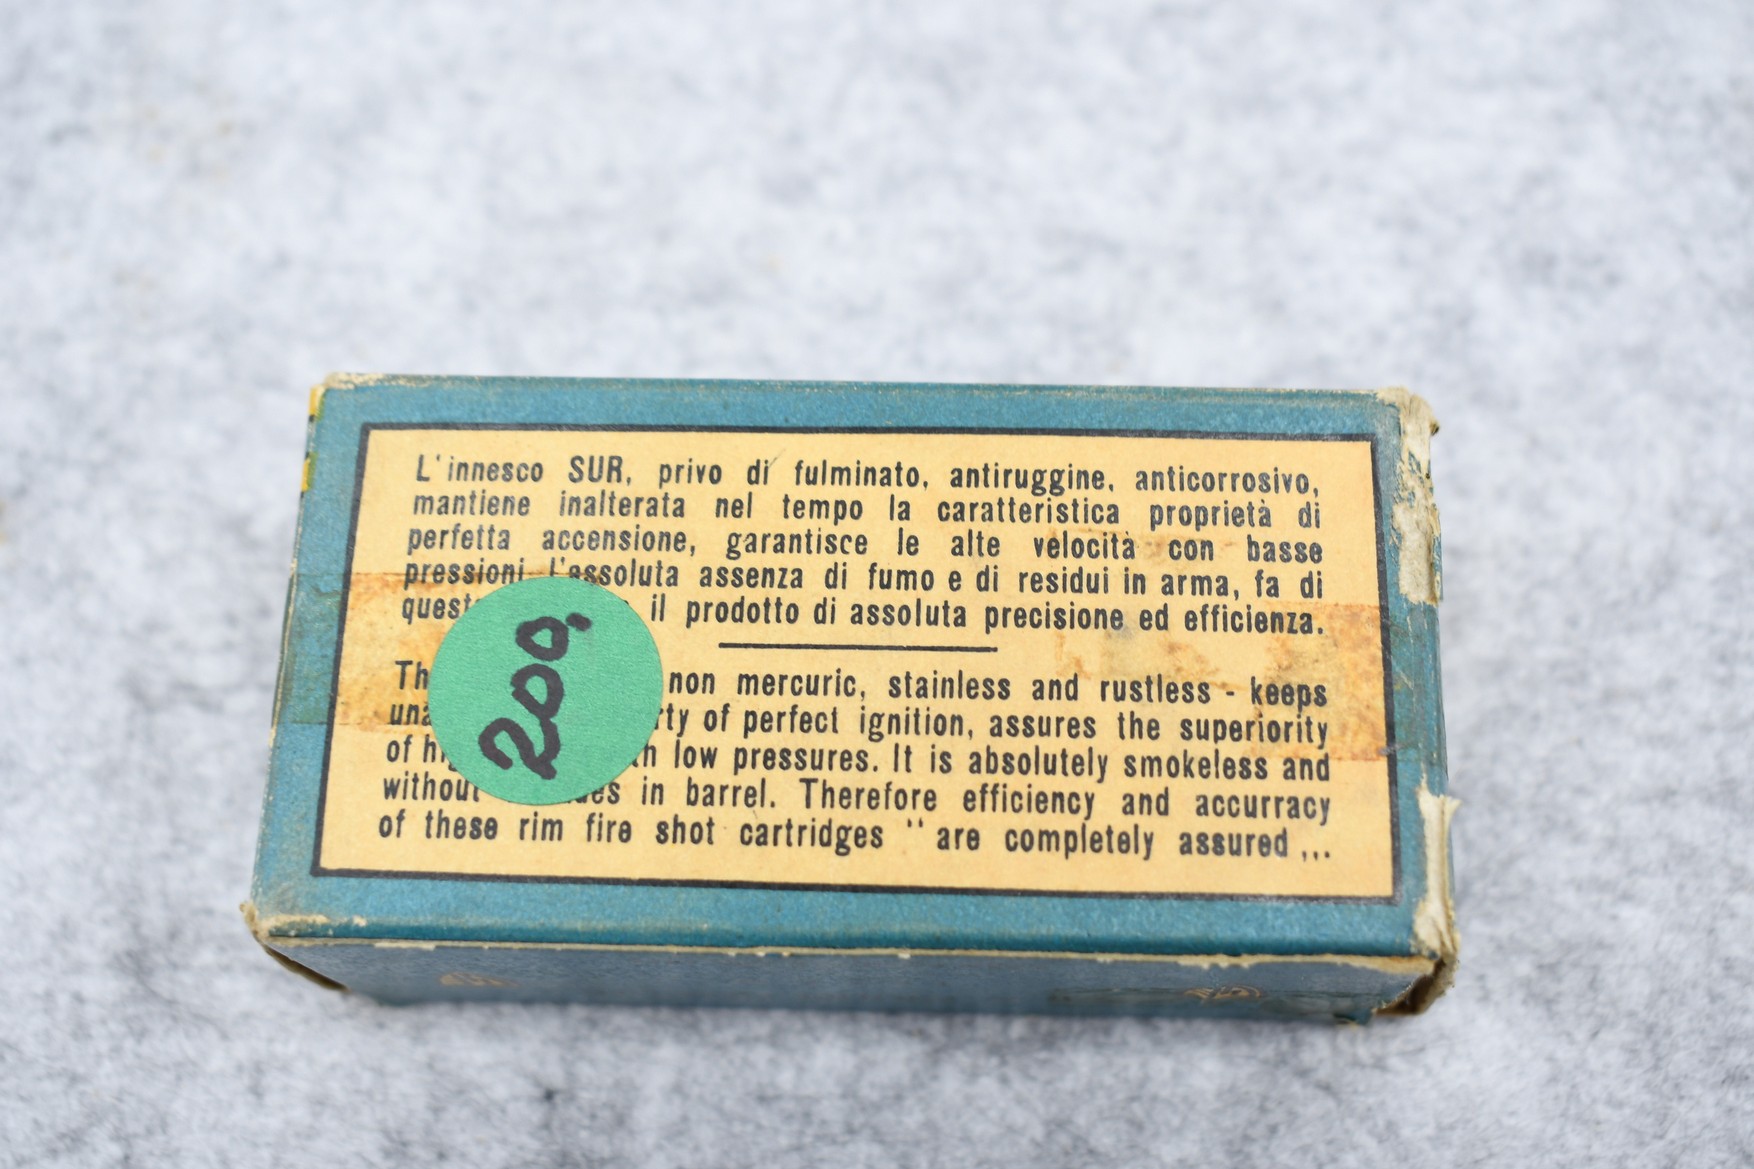 L'innesco SUR, privo di fulminato, antiruggine, anticorrosivo,
mantiene inalterata nel tempo la caratteristica proprietà di
perfetta accensione, garantisce le alte velocità con basse
pressioni l'assoluta assenza di fumo e di residui in arma, fa di
il prodotto di assoluta precisione ed efficienza.
non mercuric, stainless and rustless - keeps
of perfect ignition, assures the superiority
of low pressures. It is absolutely smokeless and
without in barrel. Therefore efficiency and accurracy
of these rim fire shot cartridges " are completely assured ,,.
200.